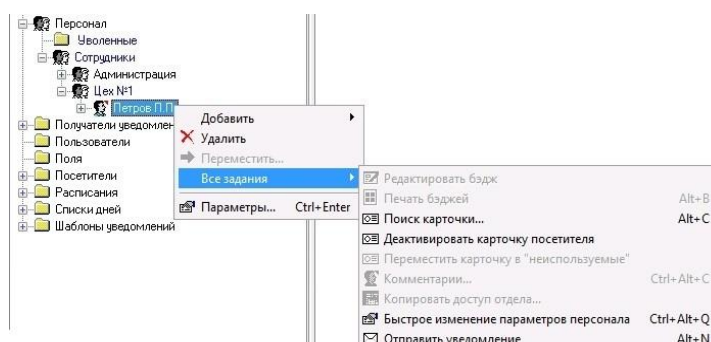 Персонал
Уволенные
Сотрудники
Администрация
Цех №1
Петров П.П
Получатели уведомлен
Пользователи
Поля
Посетители
Расписания
Списки дней
Шаблоны уведомлений
Добавить
Удалить
Переместить...
Все задания
Параметры... Ctrl+Enter
Редактировать бэдж
Печать бэджей Alt+B
Поиск карточки... Alt+C
Деактивировать карточку посетителя
Переместить карточку в "неиспользуемые"
Комментарии... Ctrl+Alt+C
Копировать доступ отдела...
Быстрое изменение параметров персонала Ctrl+Alt+Q
Отправить уведомление Alt+N